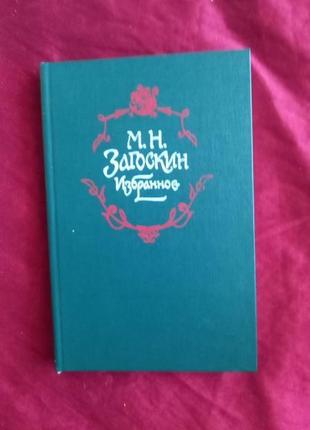 М. Н.
Загоскин
Избранное